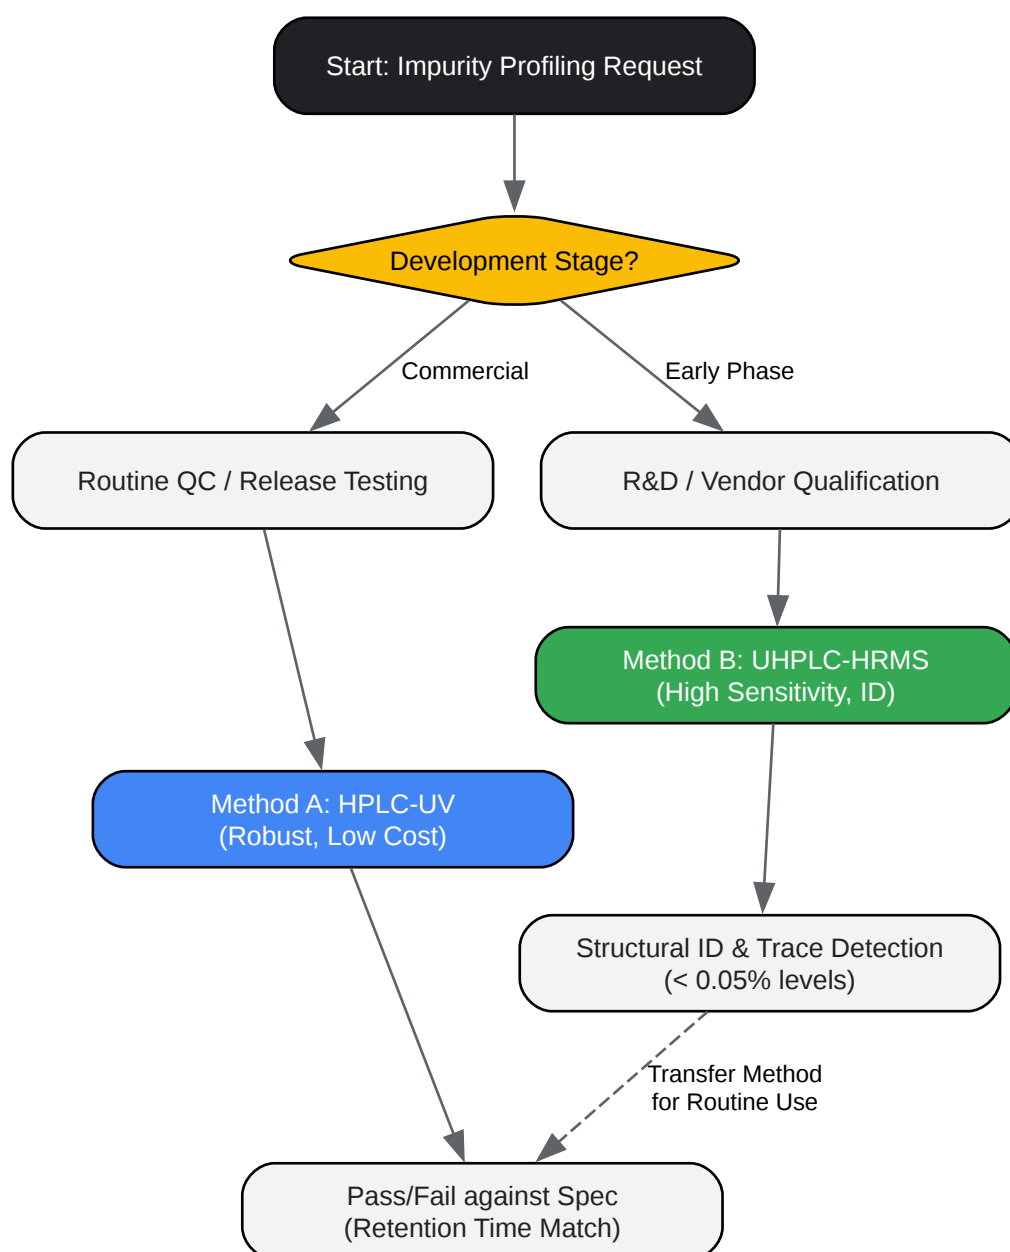 Start: Impurity Profiling Request
Development Stage?
Commercial
Early Phase
Routine QC / Release Testing
R&D / Vendor Qualification
Method B: UHPLC-HRMS
(High Sensitivity, ID)
Method A: HPLC-UV
(Robust, Low Cost)
Structural ID & Trace Detection
(< 0.05% levels)
Transfer Method
for Routine Use
Pass/Fail against Spec
(Retention Time Match)